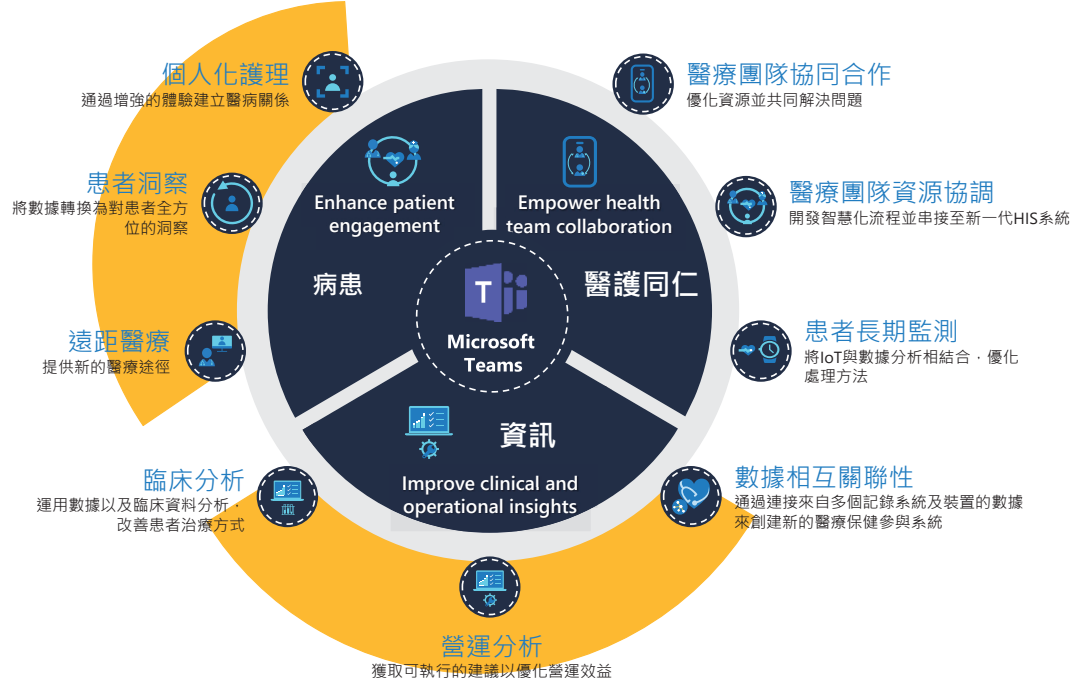 個人化護理
通過增強的體驗建立醫病關係
患者洞察
將數據轉換為對患者全方
位的洞察
遠距醫療
提供新的醫療途徑
臨床分析
運用數據以及臨床資料分析，
改善患者治療方式
營運分析
獲取可執行的建議以優化營運效益
醫療團隊協同合作
優化資源並共同解決問題
醫療團隊資源協調
開發智慧化流程並串接至新一代HIS系統
患者長期監測
將IoT與數據分析相結合，優化
處理方法
數據相互關聯性
通過連接來自多個記錄系統及裝置的數據
來創建新的醫療保健參與系統
Enhance patient
engagement
病患
Empower health
team collaboration
醫護同仁
T
Microsoft
Teams
資訊
Improve clinical and
operational insights